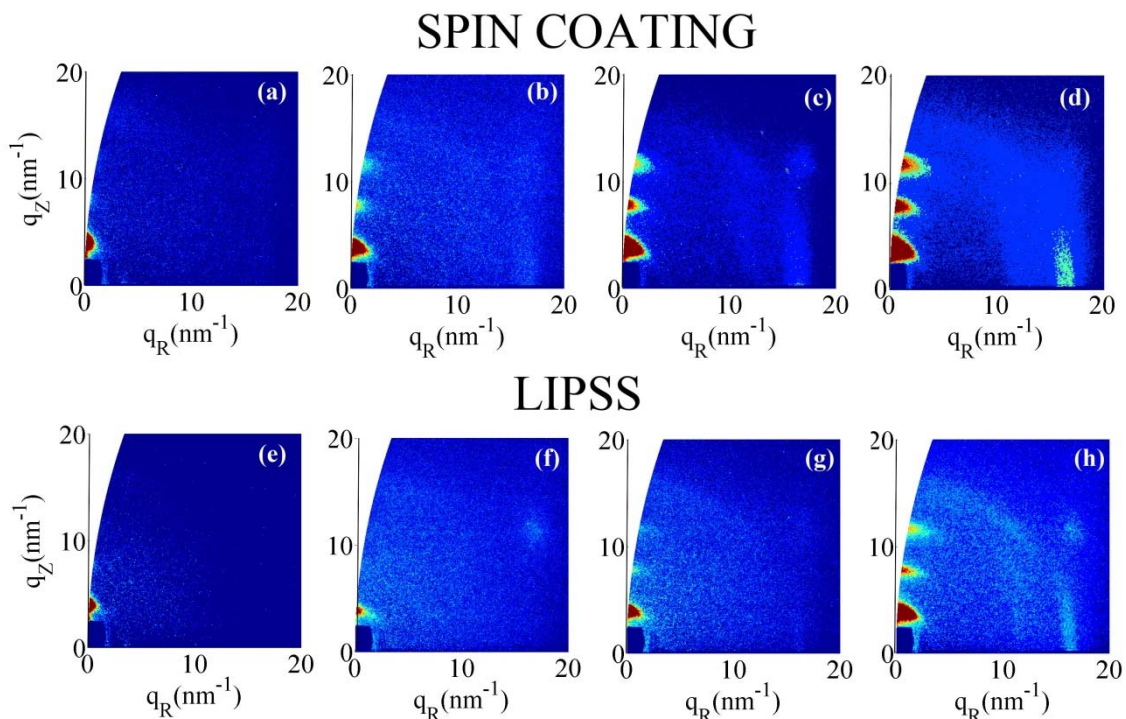 SPIN COATING
20 (a)
q_Z(nm⁻¹)
10
0
0 10 20
q_R(nm⁻¹)
20 (b)
10
0
0 10 20
q_R(nm⁻¹)
20 (c)
10
0
0 10 20
q_R(nm⁻¹)
20 (d)
10
0
0 10 20
q_R(nm⁻¹)
LIPSS
20 (e)
q_Z(nm⁻¹)
10
0
0 10 20
q_R(nm⁻¹)
20 (f)
10
0
0 10 20
q_R(nm⁻¹)
20 (g)
10
0
0 10 20
q_R(nm⁻¹)
20 (h)
10
0
0 10 20
q_R(nm⁻¹)